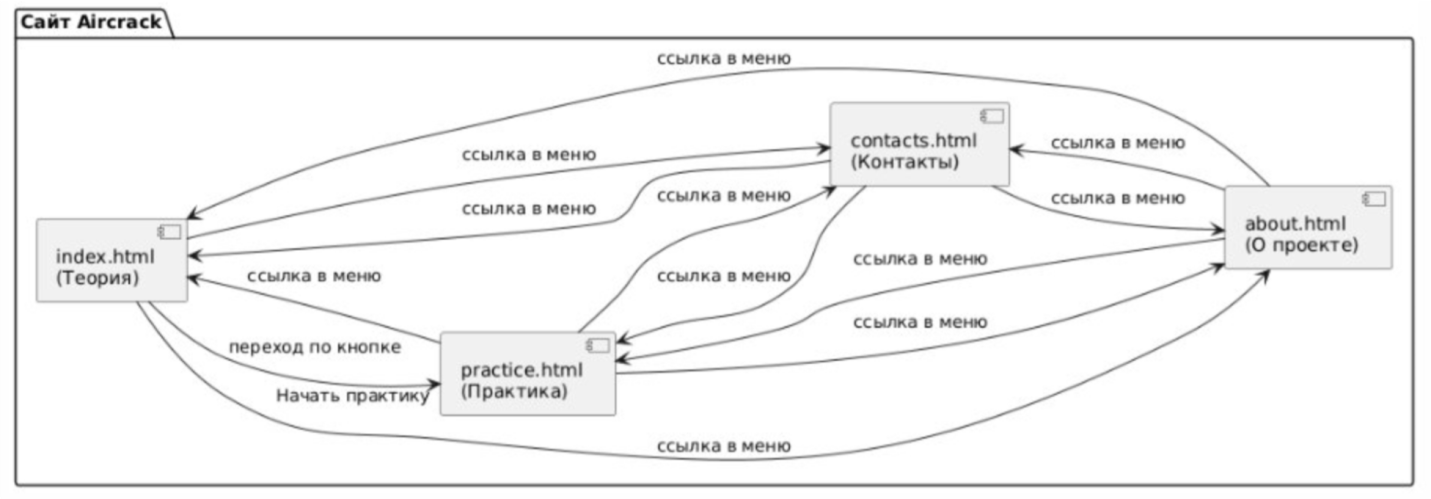 Сайт Aircrack
ссылка в меню
contacts.html
(Контакты)
ссылка в меню
ссылка в меню
ссылка в меню
ссылка в меню
ссылка в меню
about.html
(О проекте)
index.html
(Теория)
ссылка в меню
ссылка в меню
ссылка в меню
ссылка в меню
переход по кнопке
Начать практику
practice.html
(Практика)
ссылка в меню